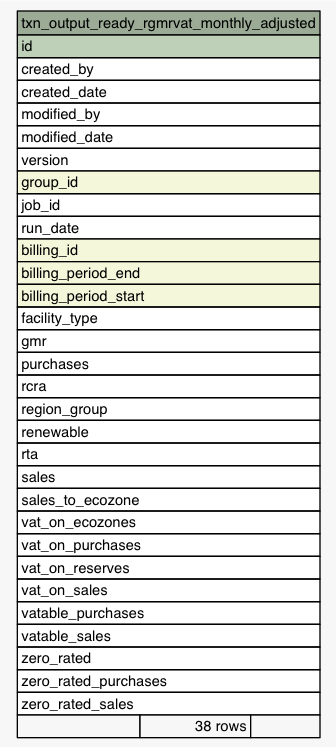 txn_output_ready_rgmrvat_monthly_adjusted
id
created_by
created_date
modified_by
modified_date
version
group_id
job_id
run_date
billing_id
billing_period_end
billing_period_start
facility_type
gmr
purchases
rcra
region_group
renewable
rta
sales
sales_to_ecozone
vat_on_ecozones
vat_on_purchases
vat_on_reserves
vat_on_sales
vatable_purchases
vatable_sales
zero_rated
zero_rated_purchases
zero_rated_sales
38 rows